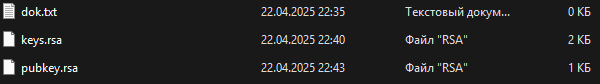 dok.txt 22.04.2025 22:35 Текстовый докум... 0 КБ
keys.rsa 22.04.2025 22:40 Файл "RSA" 2 КБ
pubkey.rsa 22.04.2025 22:43 Файл "RSA" 1 КБ